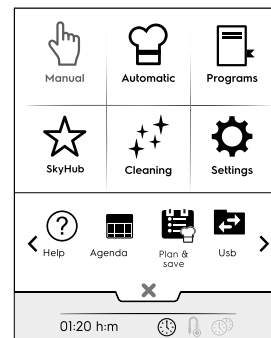 Manual Automatic Programs
SkyHub Cleaning Settings
Help Agenda Plan & save Usb
01:20 h:m